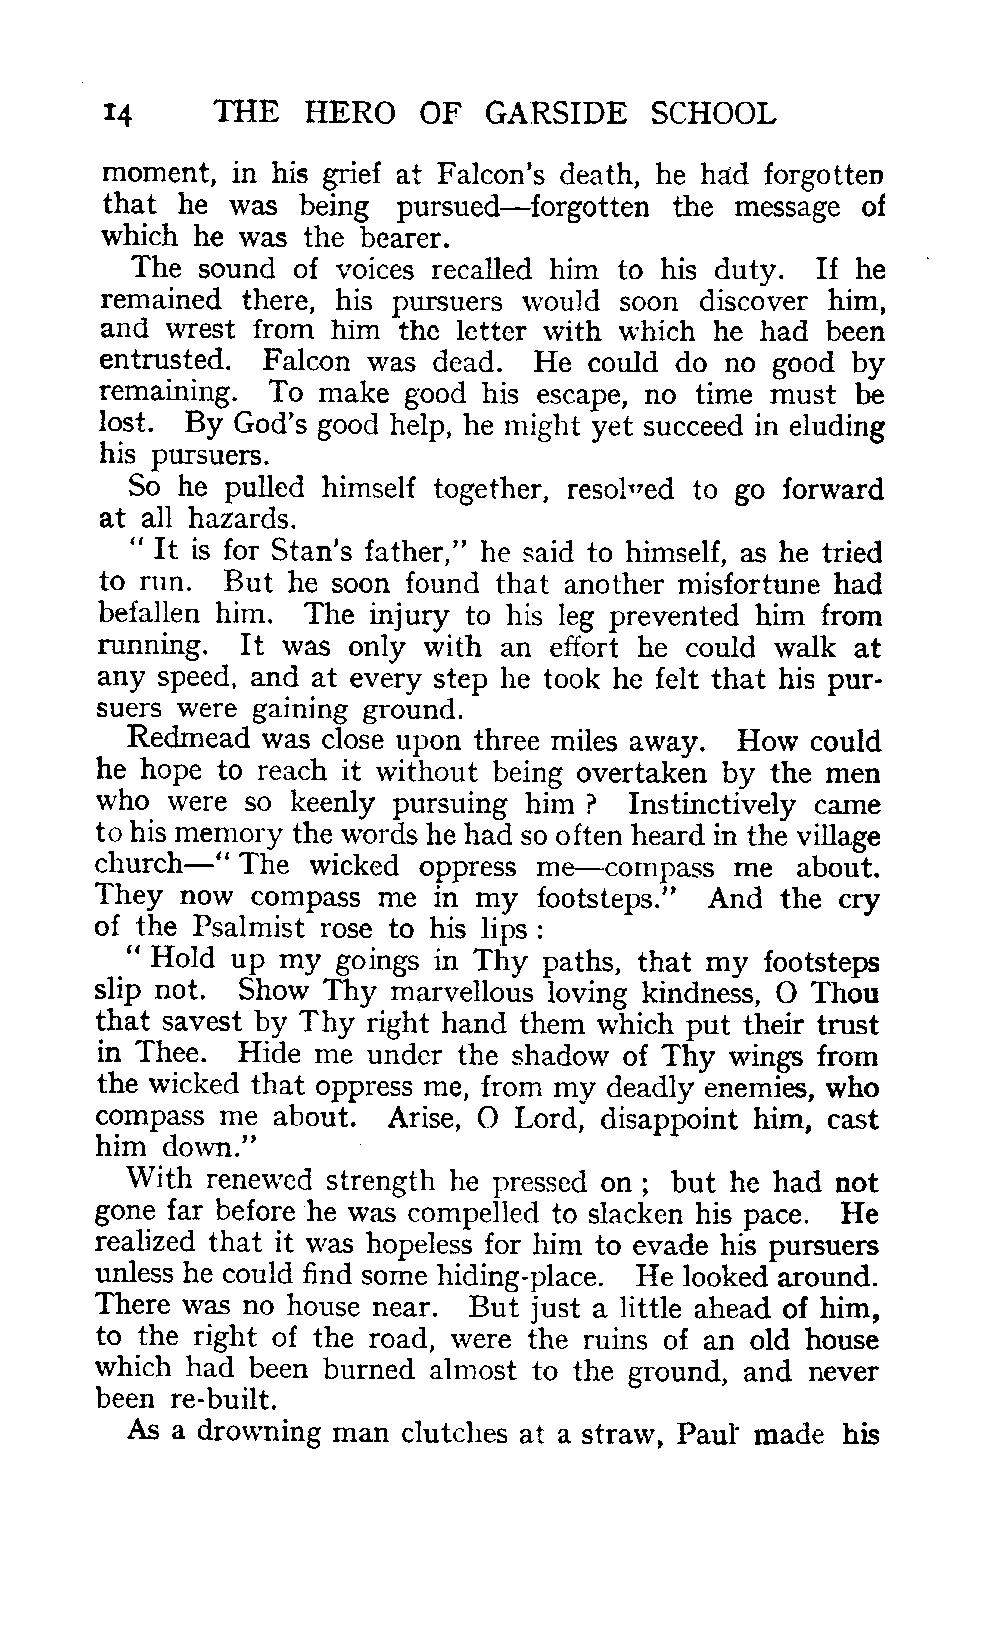 14 THE HERO OF GARSIDE SCHOOL
moment, in his grief at Falcon's death, he had forgotten
that he was being pursued—forgotten the message of
which he was the bearer.
The sound of voices recalled him to his duty. If he
remained there, his pursuers would soon discover him,
and wrest from him the letter with which he had been
entrusted. Falcon was dead. He could do no good by
remaining. To make good his escape, no time must be
lost. By God's good help, he might yet succeed in eluding
his pursuers.
So he pulled himself together, resolved to go forward
at all hazards.
" It is for Stan's father," he said to himself, as he tried
to run. But he soon found that another misfortune had
befallen him. The injury to his leg prevented him from
running. It was only with an effort he could walk at
any speed, and at every step he took he felt that his pur-
suers were gaining ground.
Redmead was close upon three miles away. How could
he hope to reach it without being overtaken by the men
who were so keenly pursuing him ? Instinctively came
to his memory the words he had so often heard in the village
church—" The wicked oppress me—compass me about.
They now compass me in my footsteps." And the cry
of the Psalmist rose to his lips :
" Hold up my goings in Thy paths, that my footsteps
slip not. Show Thy marvellous loving kindness, O Thou
that savest by Thy right hand them which put their trust
in Thee. Hide me under the shadow of Thy wings from
the wicked that oppress me, from my deadly enemies, who
compass me about. Arise, O Lord, disappoint him, cast
him down."
With renewed strength he pressed on ; but he had not
gone far before he was compelled to slacken his pace. He
realized that it was hopeless for him to evade his pursuers
unless he could find some hiding-place. He looked around.
There was no house near. But just a little ahead of him,
to the right of the road, were the ruins of an old house
which had been burned almost to the ground, and never
been re-built.
As a drowning man clutches at a straw, Paul made his